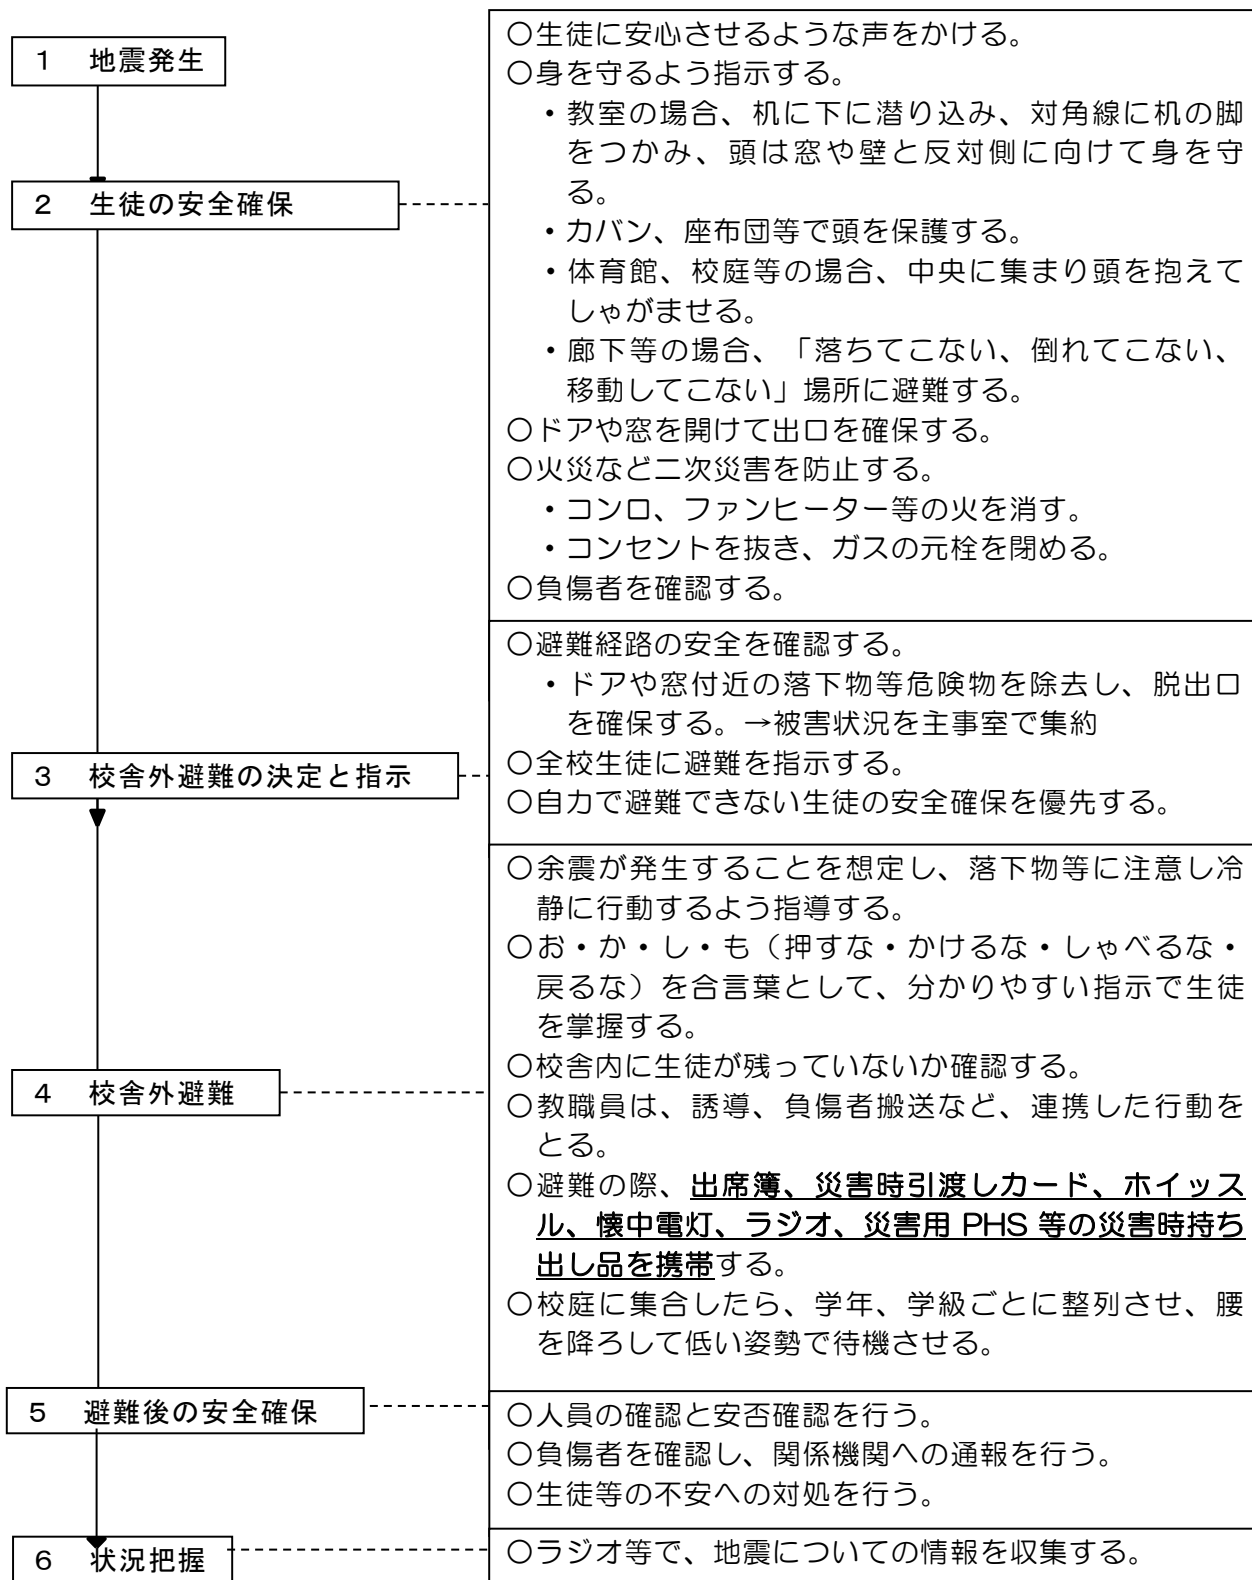 1　地震発生
2　生徒の安全確保
○生徒に安心させるような声をかける。
○身を守るよう指示する。
・教室の場合、机に下に潜り込み、対角線に机の脚
をつかみ、頭は窓や壁と反対側に向けて身を守
る。
・カバン、座布団等で頭を保護する。
・体育館、校庭等の場合、中央に集まり頭を抱えて
しゃがませる。
・廊下等の場合、「落ちてこない、倒れてこない、
移動してこない」場所に避難する。
○ドアや窓を開けて出口を確保する。
○火災など二次災害を防止する。
・コンロ、ファンヒーター等の火を消す。
・コンセントを抜き、ガスの元栓を閉める。
○負傷者を確認する。
3　校舎外避難の決定と指示
○避難経路の安全を確認する。
・ドアや窓付近の落下物等危険物を除去し、脱出口
を確保する。→被害状況を主事室で集約
○全校生徒に避難を指示する。
○自力で避難できない生徒の安全確保を優先する。
4　校舎外避難
○余震が発生することを想定し、落下物等に注意し冷
静に行動するよう指導する。
○お・か・し・も（押すな・かけるな・しゃべるな・
戻るな）を合言葉として、分かりやすい指示で生徒
を掌握する。
○校舎内に生徒が残っていないか確認する。
○教職員は、誘導、負傷者搬送など、連携した行動を
とる。
○避難の際、出席簿、災害時引渡しカード、ホイッス
ル、懐中電灯、ラジオ、災害用 PHS 等の災害時持ち
出し品を携帯する。
○校庭に集合したら、学年、学級ごとに整列させ、腰
を降ろして低い姿勢で待機させる。
5　避難後の安全確保
○人員の確認と安否確認を行う。
○負傷者を確認し、関係機関への通報を行う。
○生徒等の不安への対処を行う。
6　状況把握
○ラジオ等で、地震についての情報を収集する。